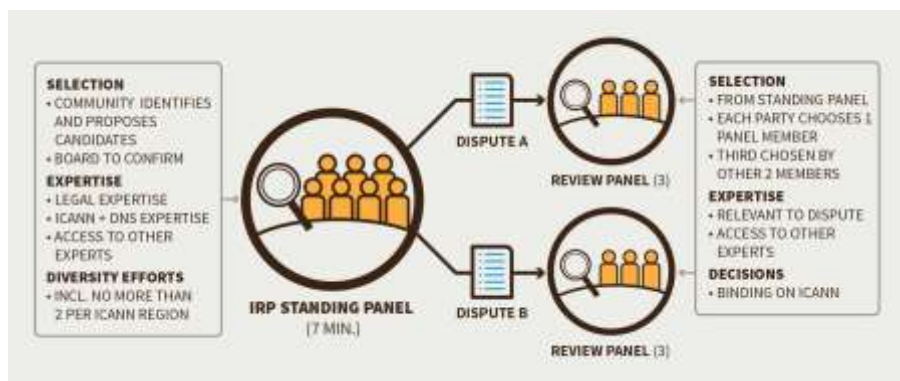 SELECTION
• COMMUNITY IDENTIFIES
AND PROPOSES
CANDIDATES
• BOARD TO CONFIRM
EXPERTISE
• LEGAL EXPERTISE
• ICANN + DNS EXPERTISE
• ACCESS TO OTHER
EXPERTS
DIVERSITY EFFORTS
• INCL. NO MORE THAN
2 PER ICANN REGION
IRP STANDING PANEL
(7 MIN.)
DISPUTE A
REVIEW PANEL (3)
DISPUTE B
REVIEW PANEL (3)
SELECTION
• FROM STANDING PANEL
• EACH PARTY CHOOSES 1
PANEL MEMBER
• THIRD CHOSEN BY
OTHER 2 MEMBERS
EXPERTISE
• RELEVANT TO DISPUTE
• ACCESS TO OTHER
EXPERTS
DECISIONS
• BINDING ON ICANN